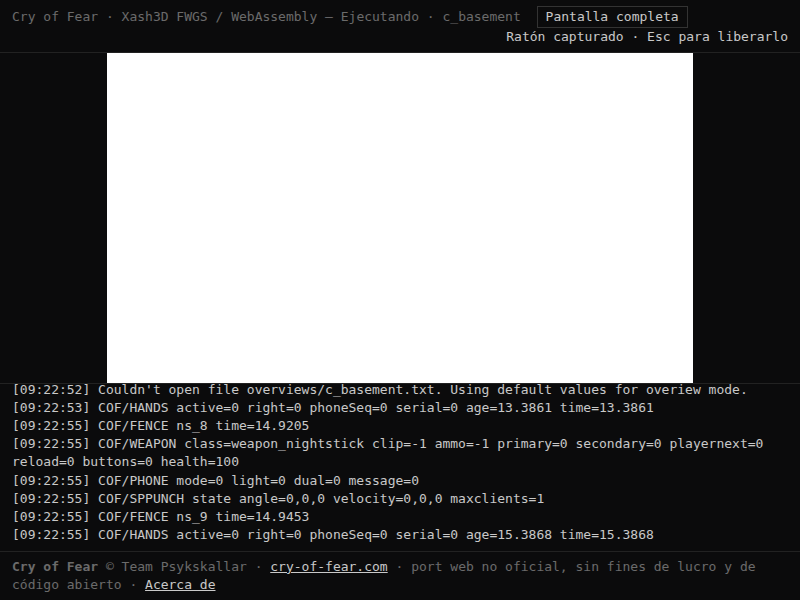 Cry of Fear · Xash3D FWGS / WebAssembly — Ejecutando · c_basement
Pantalla completa
Ratón capturado · Esc para liberarlo
[09:22:52] Couldn't open file overviews/c_basement.txt. Using default values for overiew mode.
[09:22:53] COF/HANDS active=0 right=0 phoneSeq=0 serial=0 age=13.3861 time=13.3861
[09:22:55] COF/FENCE ns_8 time=14.9205
[09:22:55] COF/WEAPON class=weapon_nightstick clip=-1 ammo=-1 primary=0 secondary=0 playernext=0
reload=0 buttons=0 health=100
[09:22:55] COF/PHONE mode=0 light=0 dual=0 message=0
[09:22:55] COF/SPPUNCH state angle=0,0,0 velocity=0,0,0 maxclients=1
[09:22:55] COF/FENCE ns_9 time=14.9453
[09:22:55] COF/HANDS active=0 right=0 phoneSeq=0 serial=0 age=15.3868 time=15.3868
Cry of Fear © Team Psykskallar · cry-of-fear.com · port web no oficial, sin fines de lucro y de
código abierto · Acerca de